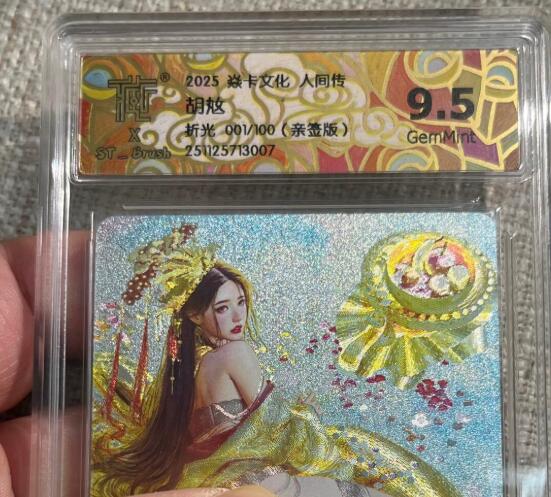 2025 焱卡文化 人间传
胡玹
折光 001/100（亲签版）
251125713007
®
X
ST_Brush
9.5
GemMint